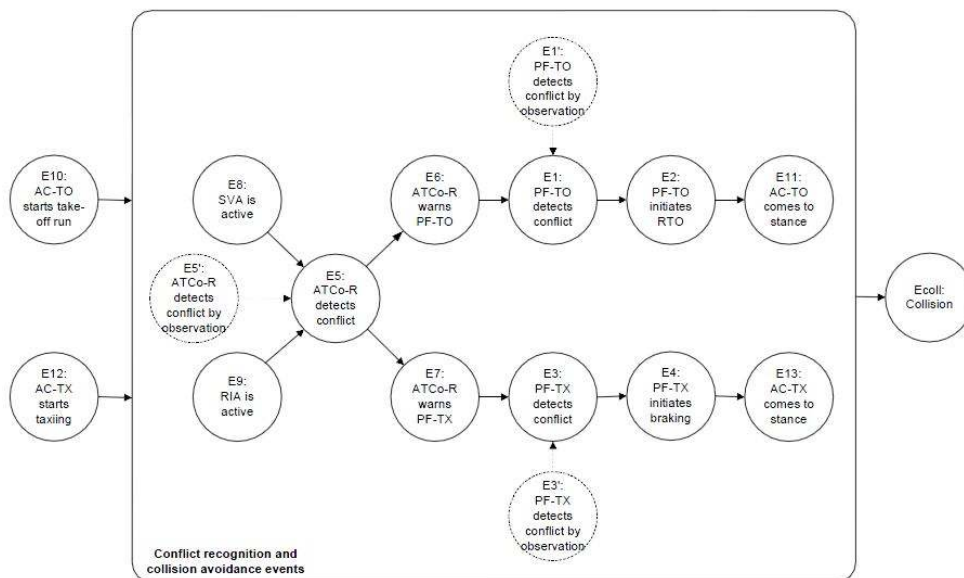 E1':
PF-TO
detects
conflict by
observation
E10:
AC-TO
starts take-
off run
E8:
SVA is
active
E6:
ATCo-R
warns
PF-TO
E1:
PF-TO
detects
conflict
E2:
PF-TO
initiates
RTO
E11:
AC-TO
comes to
stance
E5':
ATCo-R
detects
conflict by
observation
E5:
ATCo-R
detects
conflict
Ecoll:
Collision
E12:
AC-TX
starts
taxiing
E9:
RIA is
active
E7:
ATCo-R
warns
PF-TX
E3:
PF-TX
detects
conflict
E4:
PF-TX
initiates
braking
E13:
AC-TX
comes to
stance
E3':
PF-TX
detects
conflict by
observation
Conflict recognition and
collision avoidance events